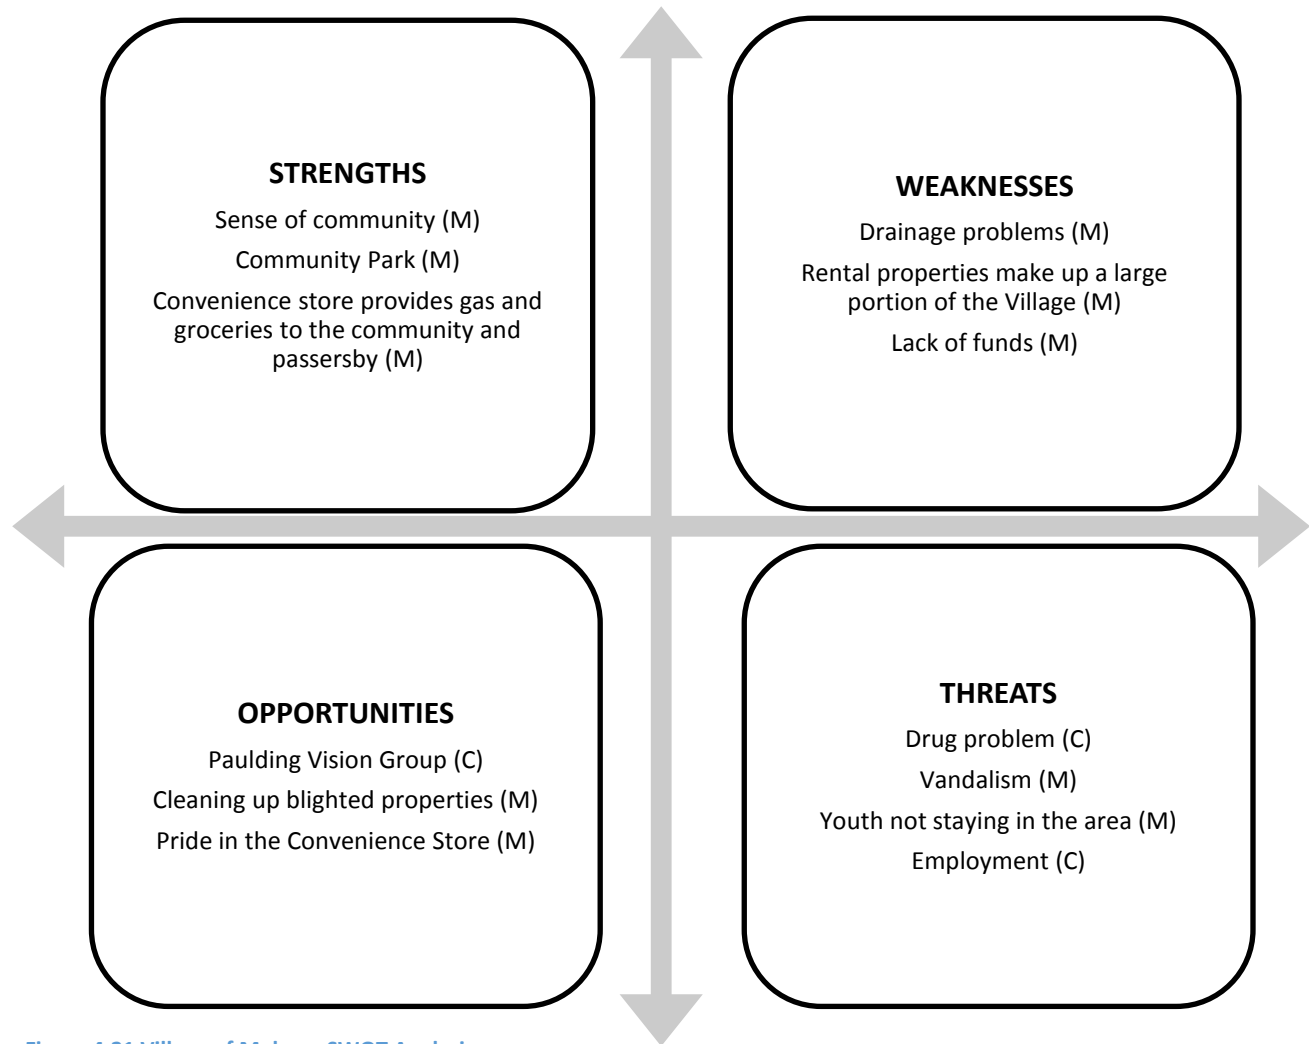 STRENGTHS
Sense of community (M)
Community Park (M)
Convenience store provides gas and
groceries to the community and
passersby (M)
WEAKNESSES
Drainage problems (M)
Rental properties make up a large
portion of the Village (M)
Lack of funds (M)
OPPORTUNITIES
Paulding Vision Group (C)
Cleaning up blighted properties (M)
Pride in the Convenience Store (M)
THREATS
Drug problem (C)
Vandalism (M)
Youth not staying in the area (M)
Employment (C)